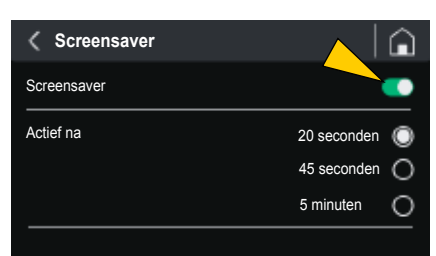 Screensaver
Screensaver
Actief na
20 seconden
45 seconden
5 minuten